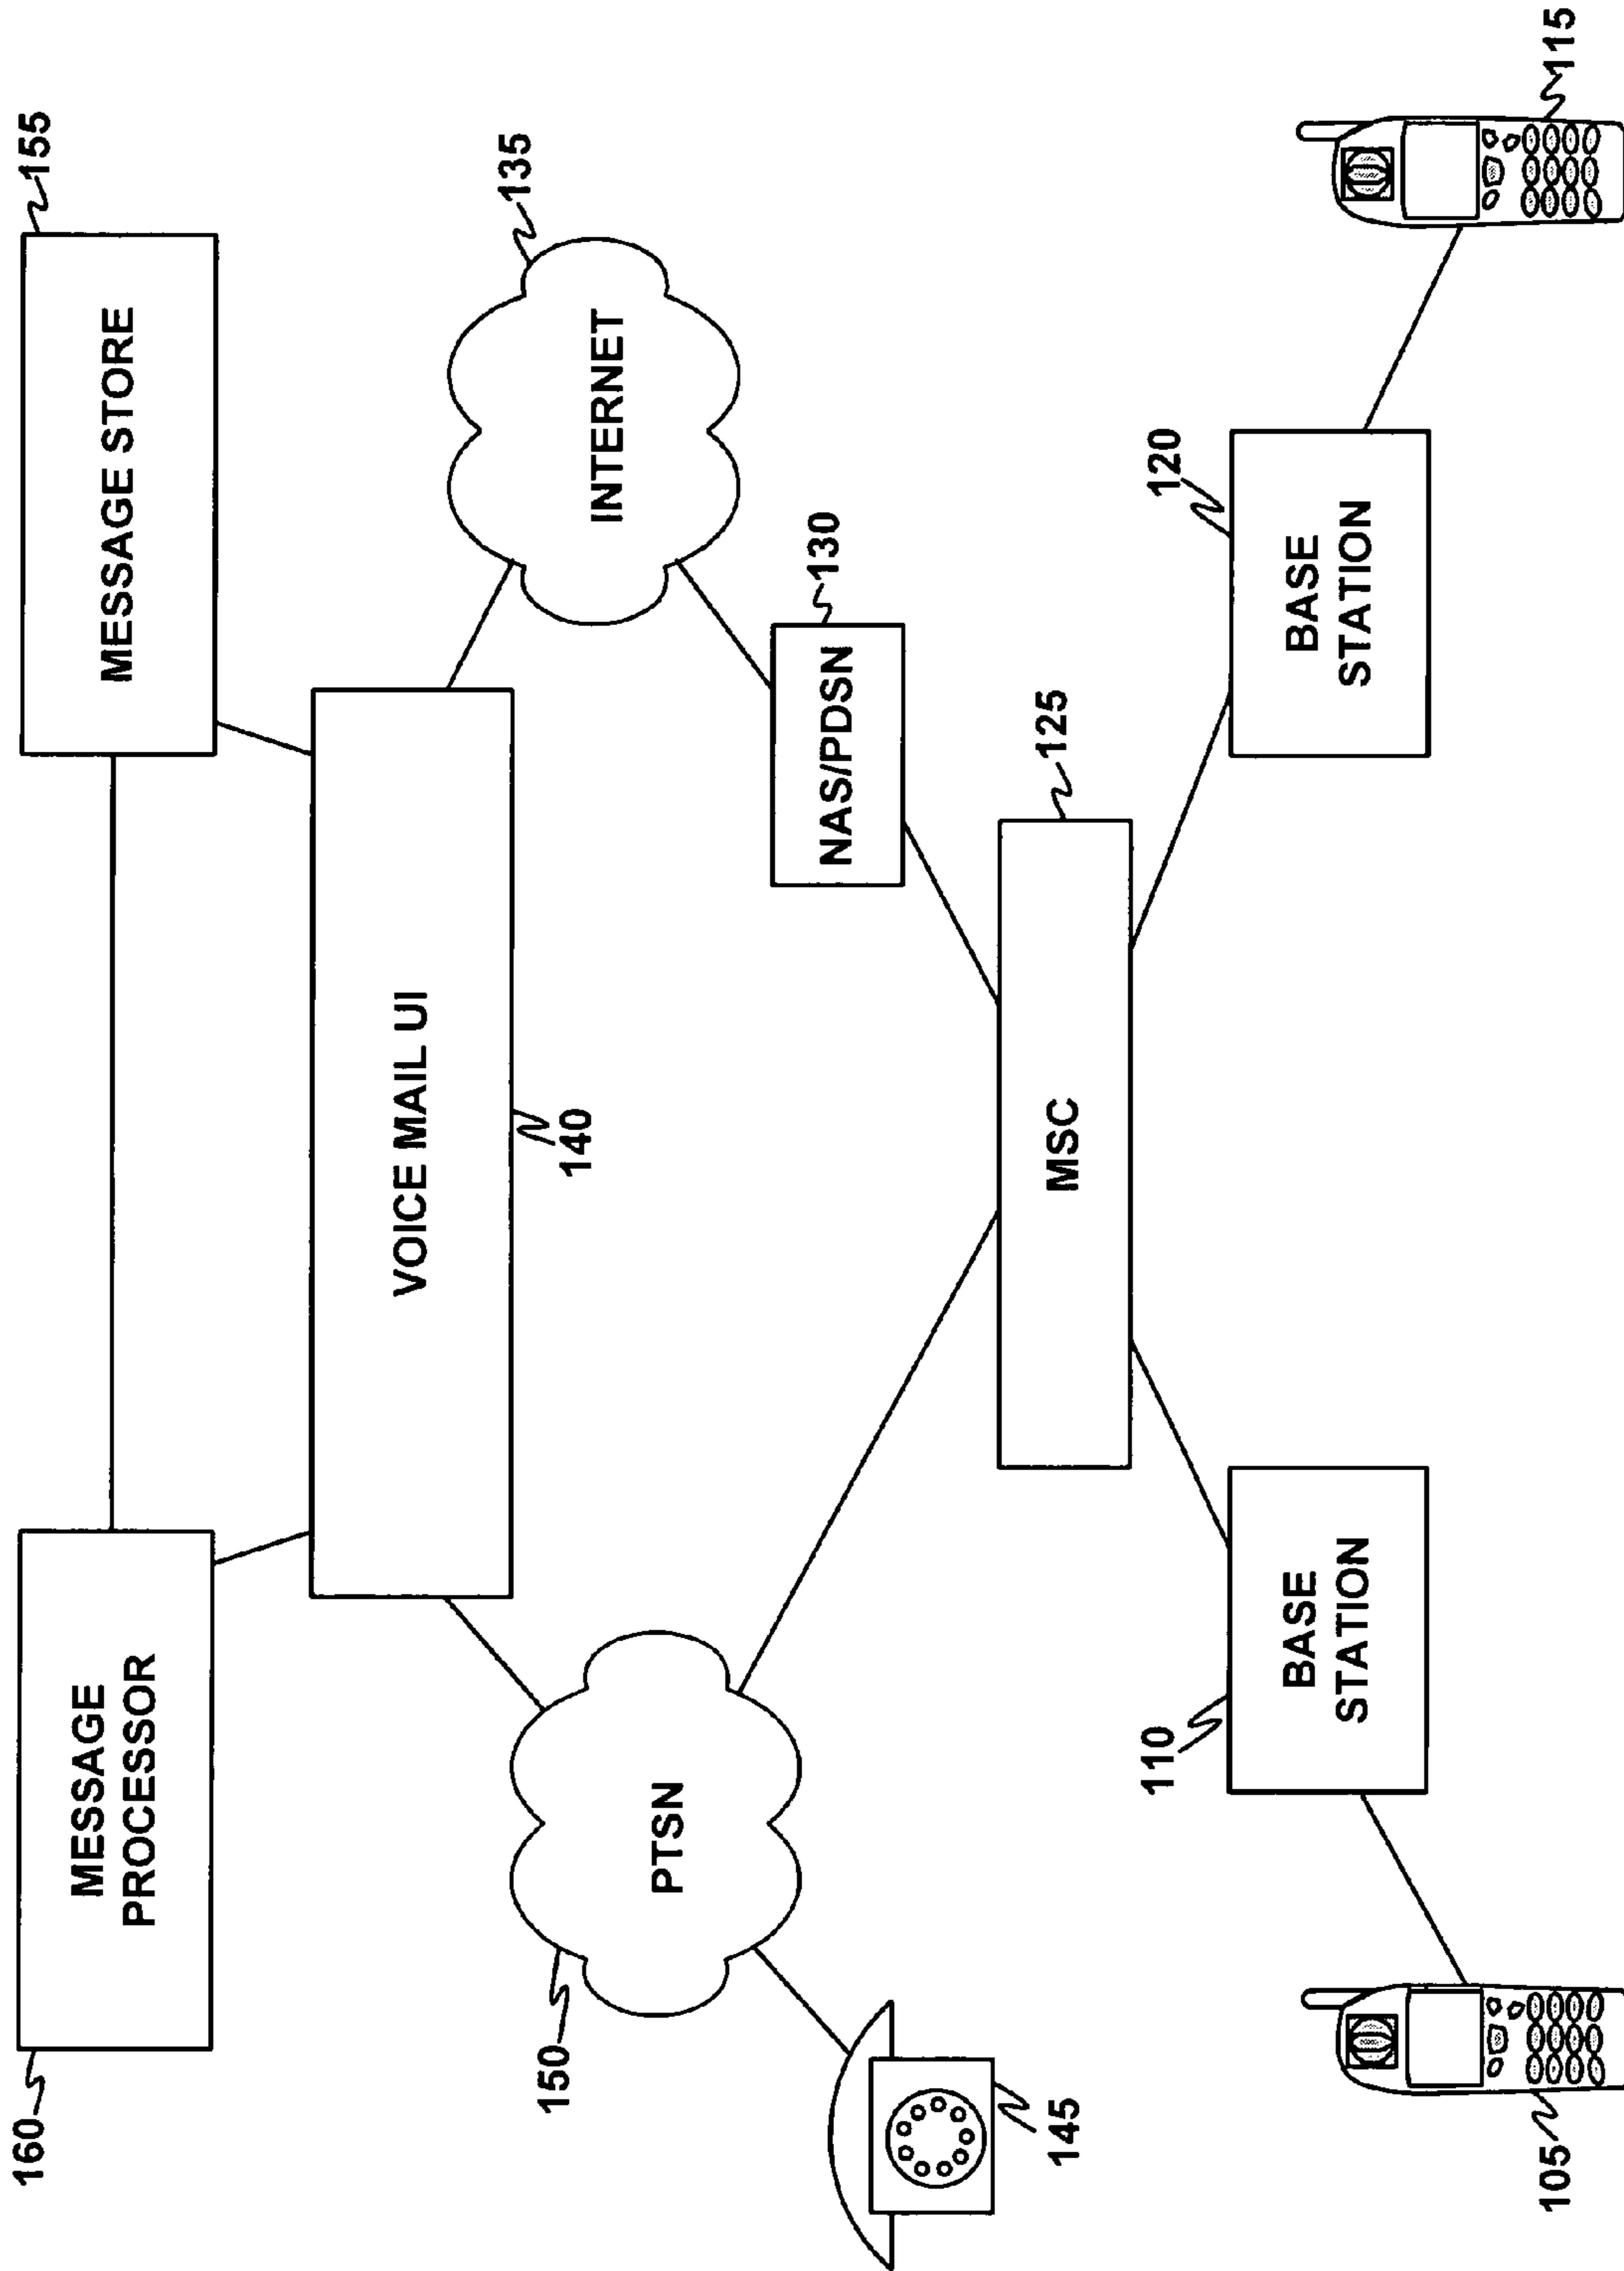 160
MESSAGE
PROCESSOR
MESSAGE STORE
155
VOICE MAIL UI
140
150
PTSN
INTERNET
135
145
NAS/PDSN
130
MSC
125
110
BASE
STATION
120
BASE
STATION
105
115